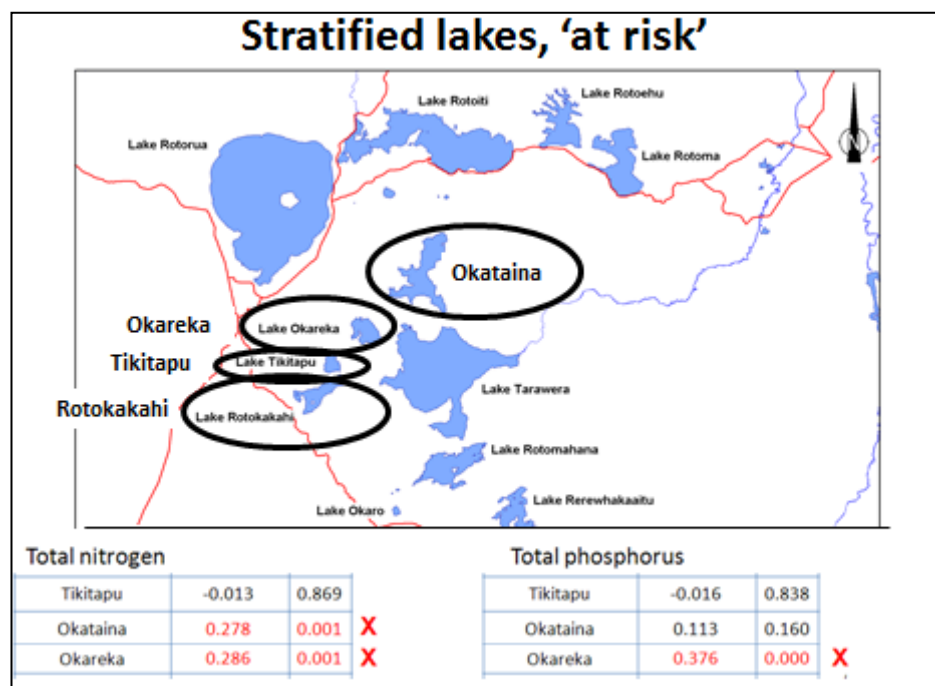 Stratified lakes, ‘at risk’
Lake Rotoiti
Lake Rotoehu
Lake Rotorua
Lake Rotoma
N
Okataina
Okareka
Lake Okareka
Tikitapu
Lake Tikitapu
Lake Tarawera
Rotokakahi
Lake Rotokakahi
Lake Rotomahana
Lake Rerewhakaaitu
Lake Okaro
Total nitrogen
Tikitapu -0.013 0.869
Okataina 0.278 0.001 X
Okareka 0.286 0.001 X
Total phosphorus
Tikitapu -0.016 0.838
Okataina 0.113 0.160
Okareka 0.376 0.000 X